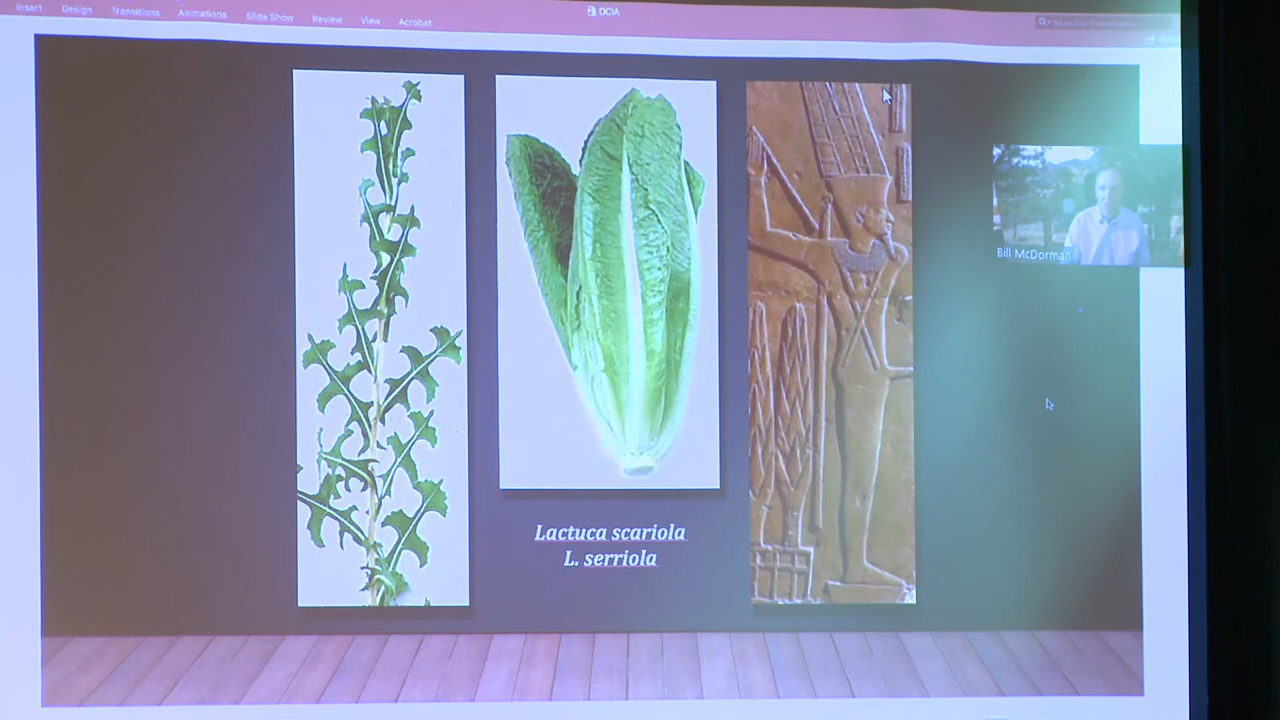 Insert Design Transitions Animations Slide Show Review View Acrobat
OCIA
Bill McDorman
Lactuca scariola
L. serriola